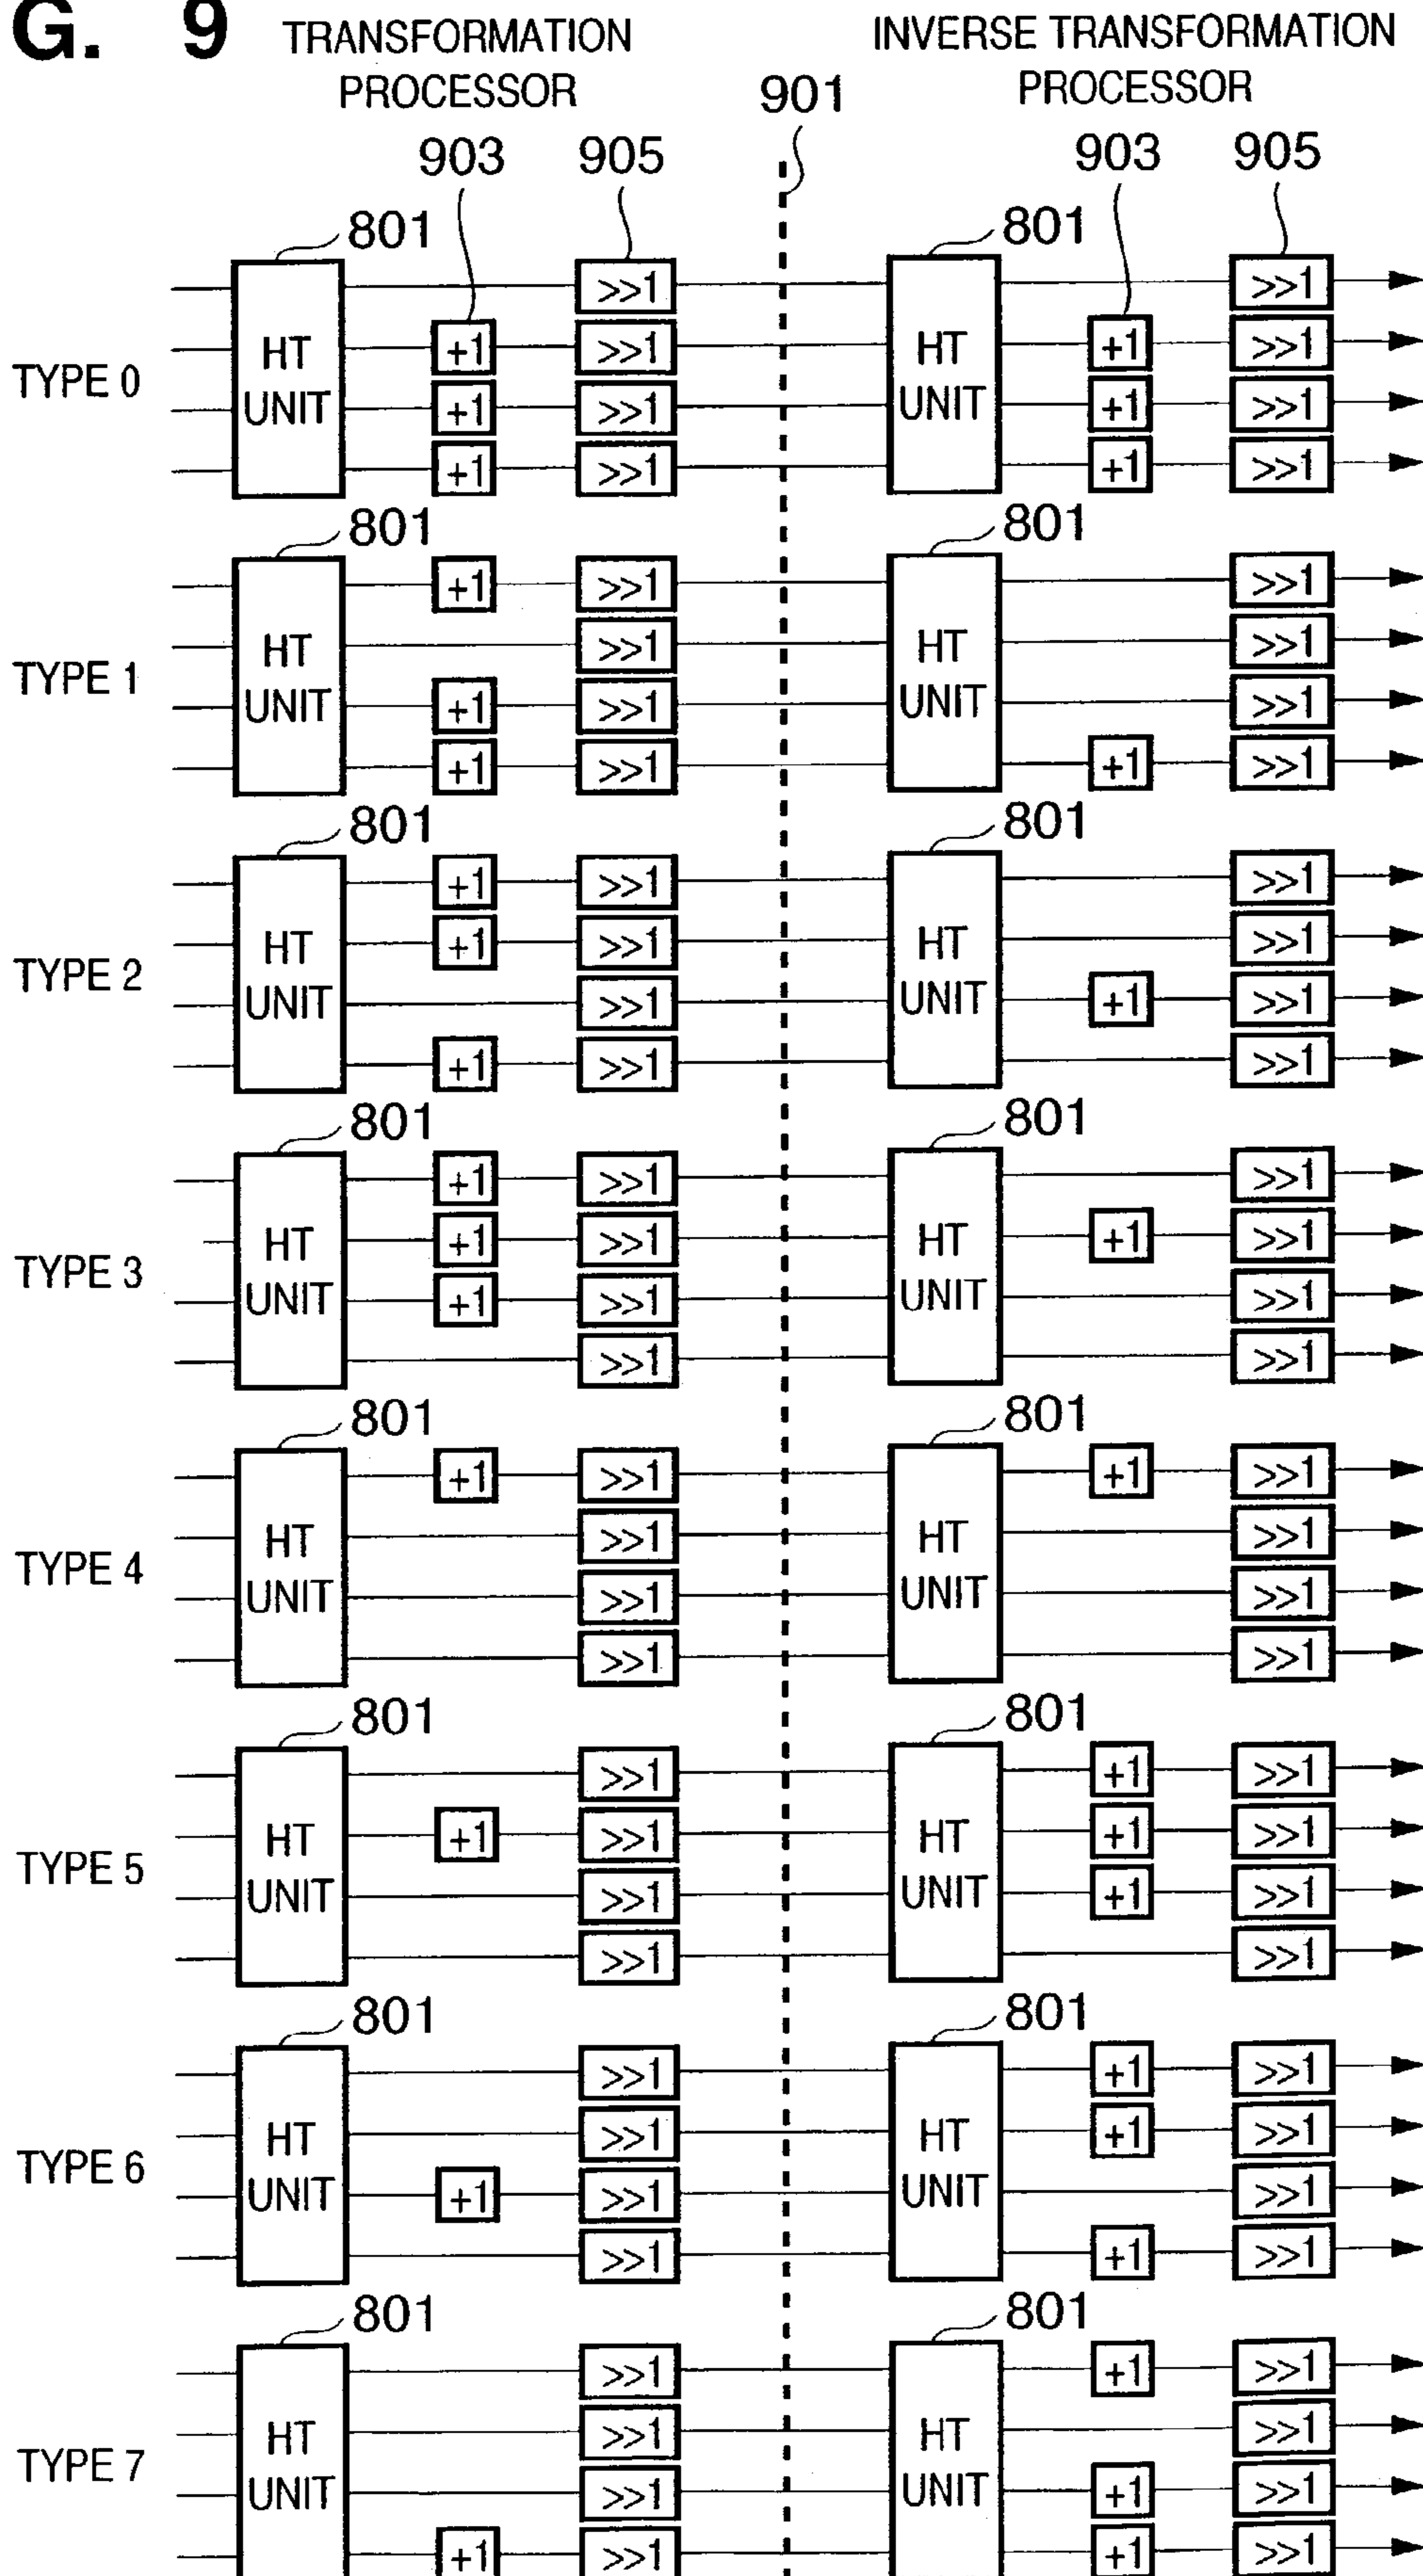 G. 9
TRANSFORMATION PROCESSOR
INVERSE TRANSFORMATION PROCESSOR
901
903 905 903 905
801 801
TYPE 0
HT UNIT
>>1
+1 >>1
+1 >>1
+1 >>1
HT UNIT
>>1
+1 >>1
+1 >>1
+1 >>1
801 801
TYPE 1
HT UNIT
+1 >>1
>>1
+1 >>1
+1 >>1
HT UNIT
>>1
>>1
>>1
+1 >>1
801 801
TYPE 2
HT UNIT
+1 >>1
+1 >>1
>>1
+1 >>1
HT UNIT
>>1
>>1
+1 >>1
>>1
801 801
TYPE 3
HT UNIT
+1 >>1
+1 >>1
+1 >>1
>>1
HT UNIT
>>1
+1 >>1
>>1
>>1
801 801
TYPE 4
HT UNIT
+1 >>1
>>1
>>1
>>1
HT UNIT
+1 >>1
>>1
>>1
>>1
801 801
TYPE 5
HT UNIT
>>1
+1 >>1
>>1
>>1
HT UNIT
+1 >>1
+1 >>1
+1 >>1
>>1
801 801
TYPE 6
HT UNIT
>>1
>>1
+1 >>1
>>1
HT UNIT
+1 >>1
+1 >>1
>>1
+1 >>1
801 801
TYPE 7
HT UNIT
>>1
>>1
>>1
+1 >>1
HT UNIT
+1 >>1
>>1
+1 >>1
+1 >>1